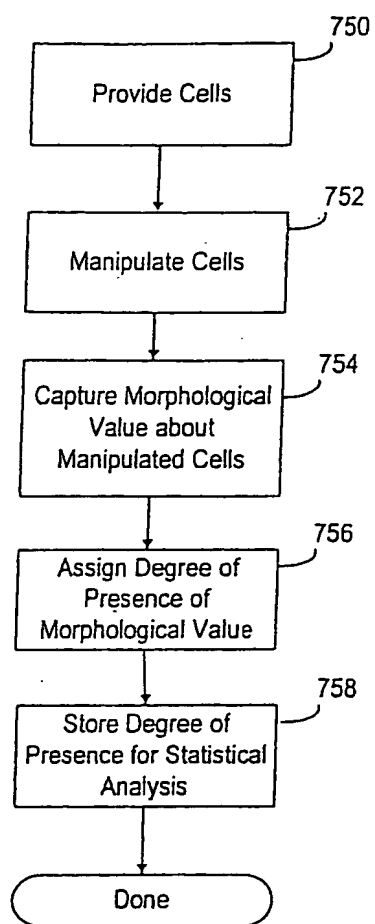 750
Provide Cells
752
Manipulate Cells
754
Capture Morphological
Value about
Manipulated Cells
756
Assign Degree of
Presence of
Morphological Value
758
Store Degree of
Presence for Statistical
Analysis
Done